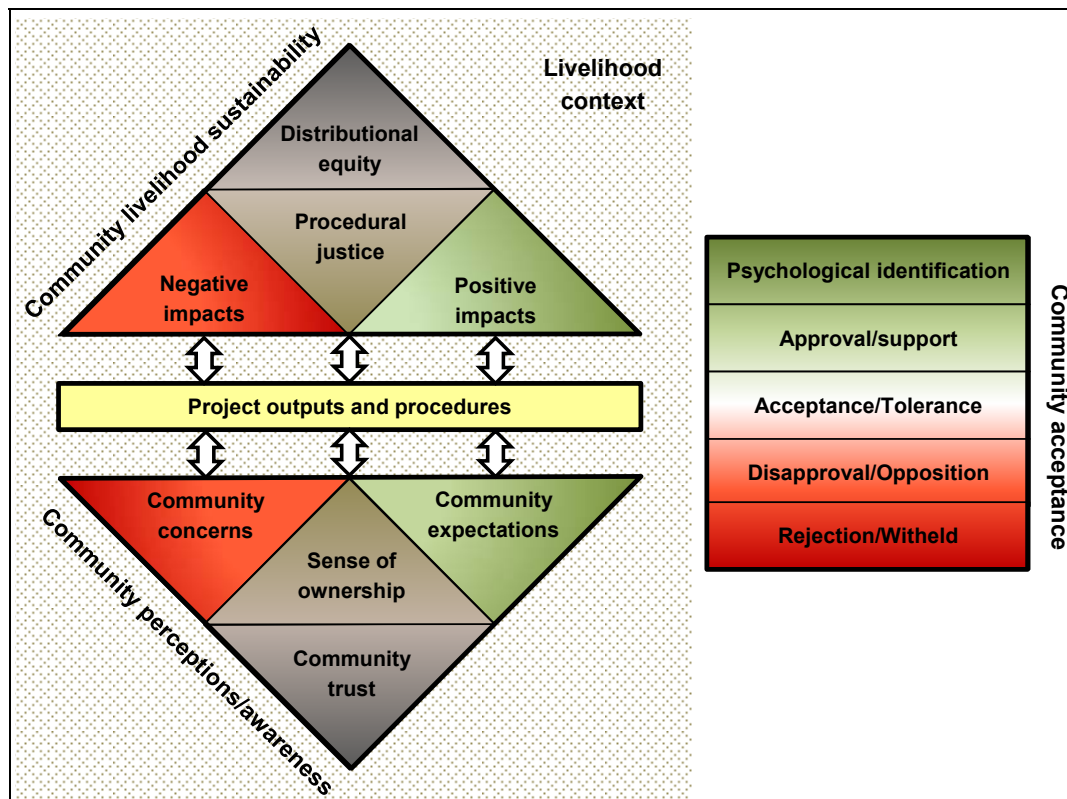 Community livelihood sustainability
Livelihood
context
Distributional
equity
Procedural
justice
Negative
impacts
Positive
impacts
Project outputs and procedures
Community
concerns
Community
expectations
Sense of
ownership
Community
trust
Community perceptions/awareness
Psychological identification
Approval/support
Acceptance/Tolerance
Disapproval/Opposition
Rejection/Witheld
Community acceptance